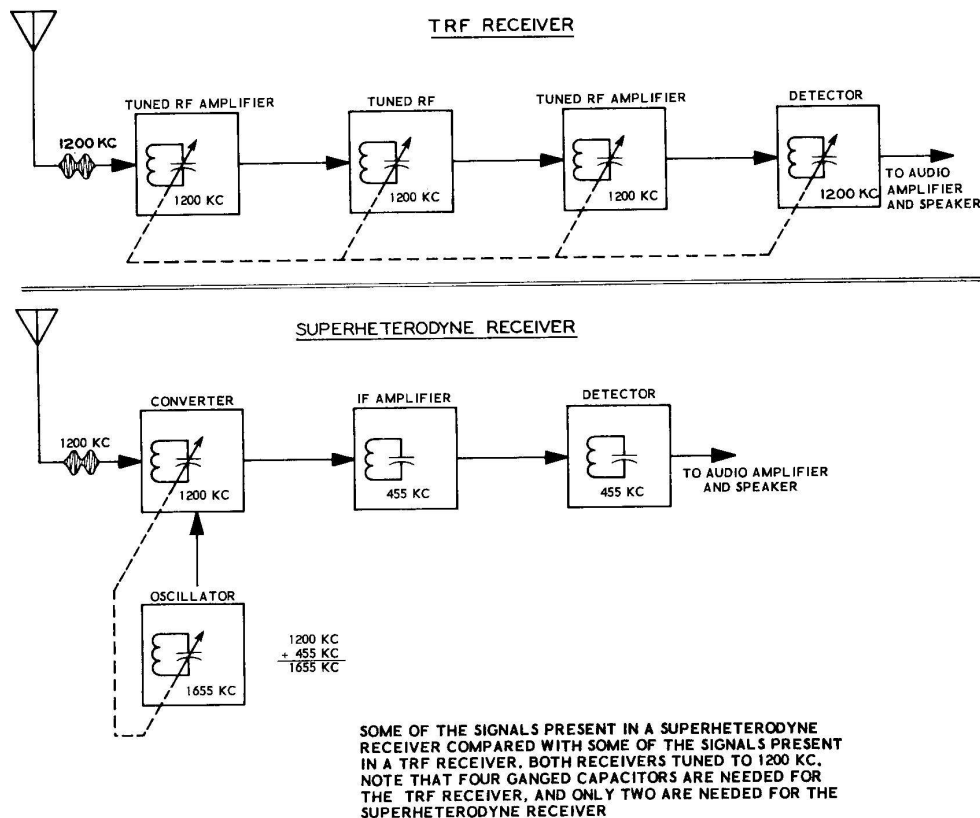 TRF RECEIVER
TUNED RF AMPLIFIER
TUNED RF
TUNED RF AMPLIFIER
DETECTOR
1200 KC
1200 KC
1200 KC
1200 KC
1200 KC
TO AUDIO
AMPLIFIER
AND SPEAKER
SUPERHETERODYNE RECEIVER
CONVERTER
IF AMPLIFIER
DETECTOR
1200 KC
1200 KC
455 KC
455 KC
TO AUDIO AMPLIFIER
AND SPEAKER
OSCILLATOR
1655 KC
1200 KC
+ 455 KC
1655 KC
SOME OF THE SIGNALS PRESENT IN A SUPERHETERODYNE
RECEIVER COMPARED WITH SOME OF THE SIGNALS PRESENT
IN A TRF RECEIVER. BOTH RECEIVERS TUNED TO 1200 KC.
NOTE THAT FOUR GANGED CAPACITORS ARE NEEDED FOR
THE TRF RECEIVER, AND ONLY TWO ARE NEEDED FOR THE
SUPERHETERODYNE RECEIVER